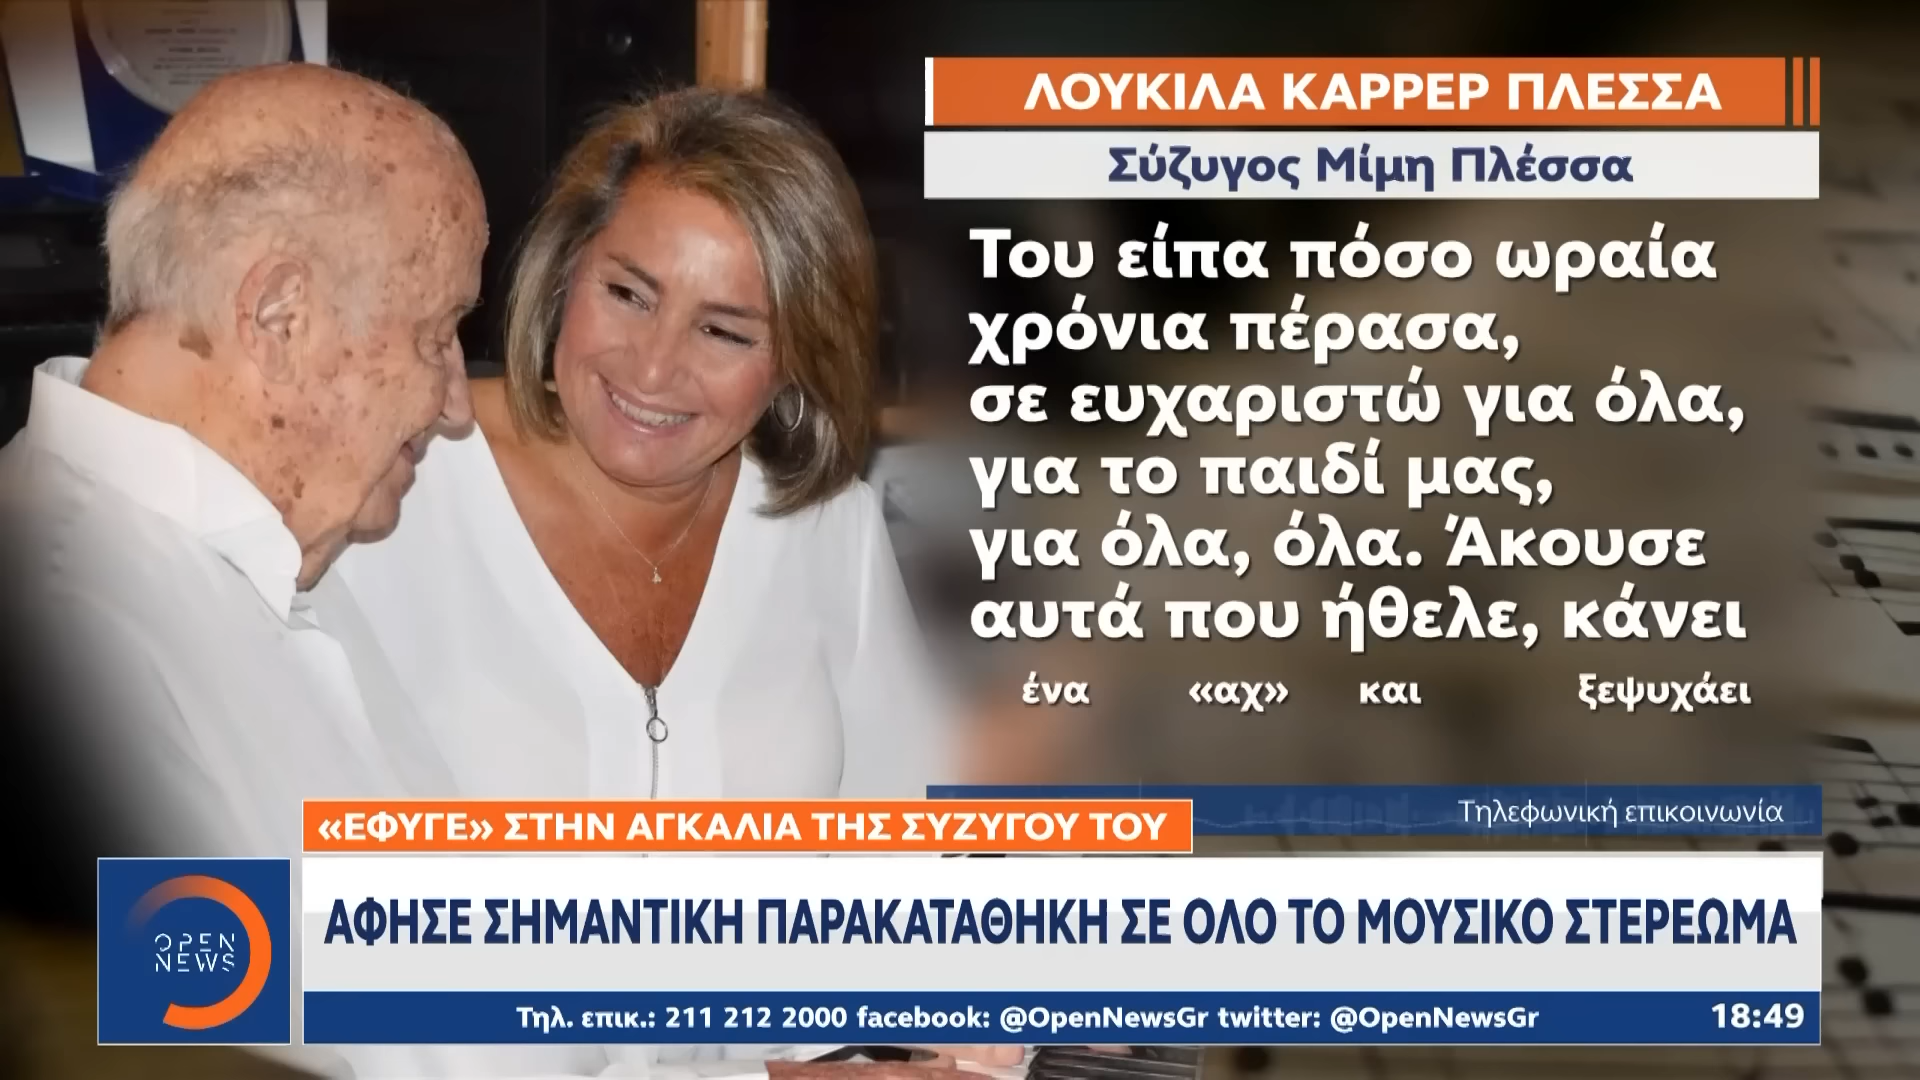 ΛΟΥΚΙΛΑ ΚΑΡΡΕΡ ΠΛΕΣΣΑ
Σύζυγος Μίμη Πλέσσα
Του είπα πόσο ωραία
χρόνια πέρασα,
σε ευχαριστώ για όλα,
για το παιδί μας,
για όλα, όλα. Άκουσε
αυτά που ήθελε, κάνει
ένα «αχ» και ξεψυχάει
Τηλεφωνική επικοινωνία
«ΕΦΥΓΕ» ΣΤΗΝ ΑΓΚΑΛΙΑ ΤΗΣ ΣΥΖΥΓΟΥ ΤΟΥ
ΑΦΗΣΕ ΣΗΜΑΝΤΙΚΗ ΠΑΡΑΚΑΤΑΘΗΚΗ ΣΕ ΟΛΟ ΤΟ ΜΟΥΣΙΚΟ ΣΤΕΡΕΩΜΑ
OPEN
NEWS
Τηλ. επικ.: 211 212 2000 facebook: @OpenNewsGr twitter: @OpenNewsGr
18:49